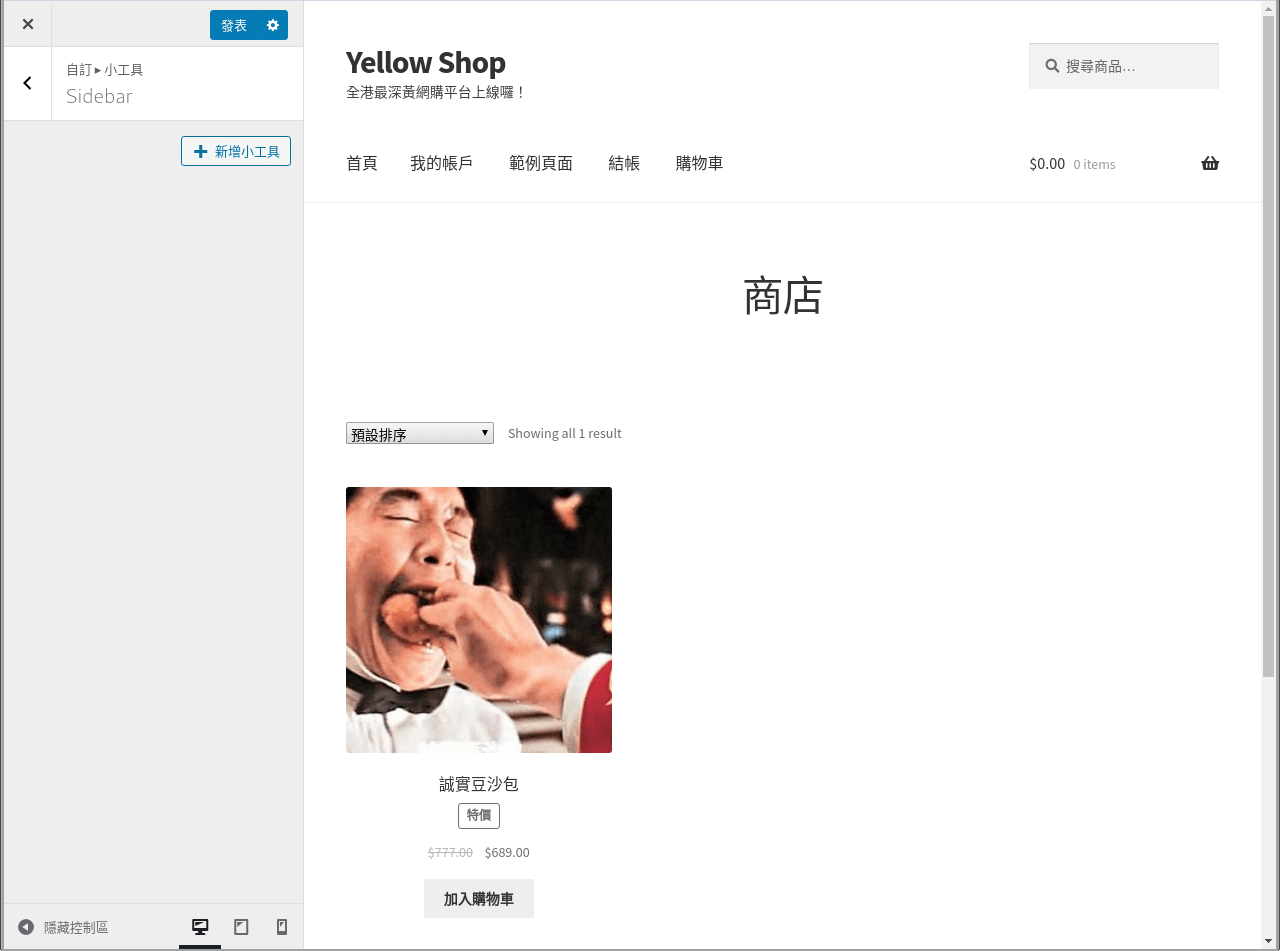 發表
自訂 ▸ 小工具
Sidebar
新增小工具
隱藏控制區
Yellow Shop
全港最深黃網購平台上線囉！
搜尋商品…
首頁 我的帳戶 範例頁面 結帳 購物車
$0.00 0 items
商店
預設排序
Showing all 1 result
誠實豆沙包
特價
$777.00 $689.00
加入購物車